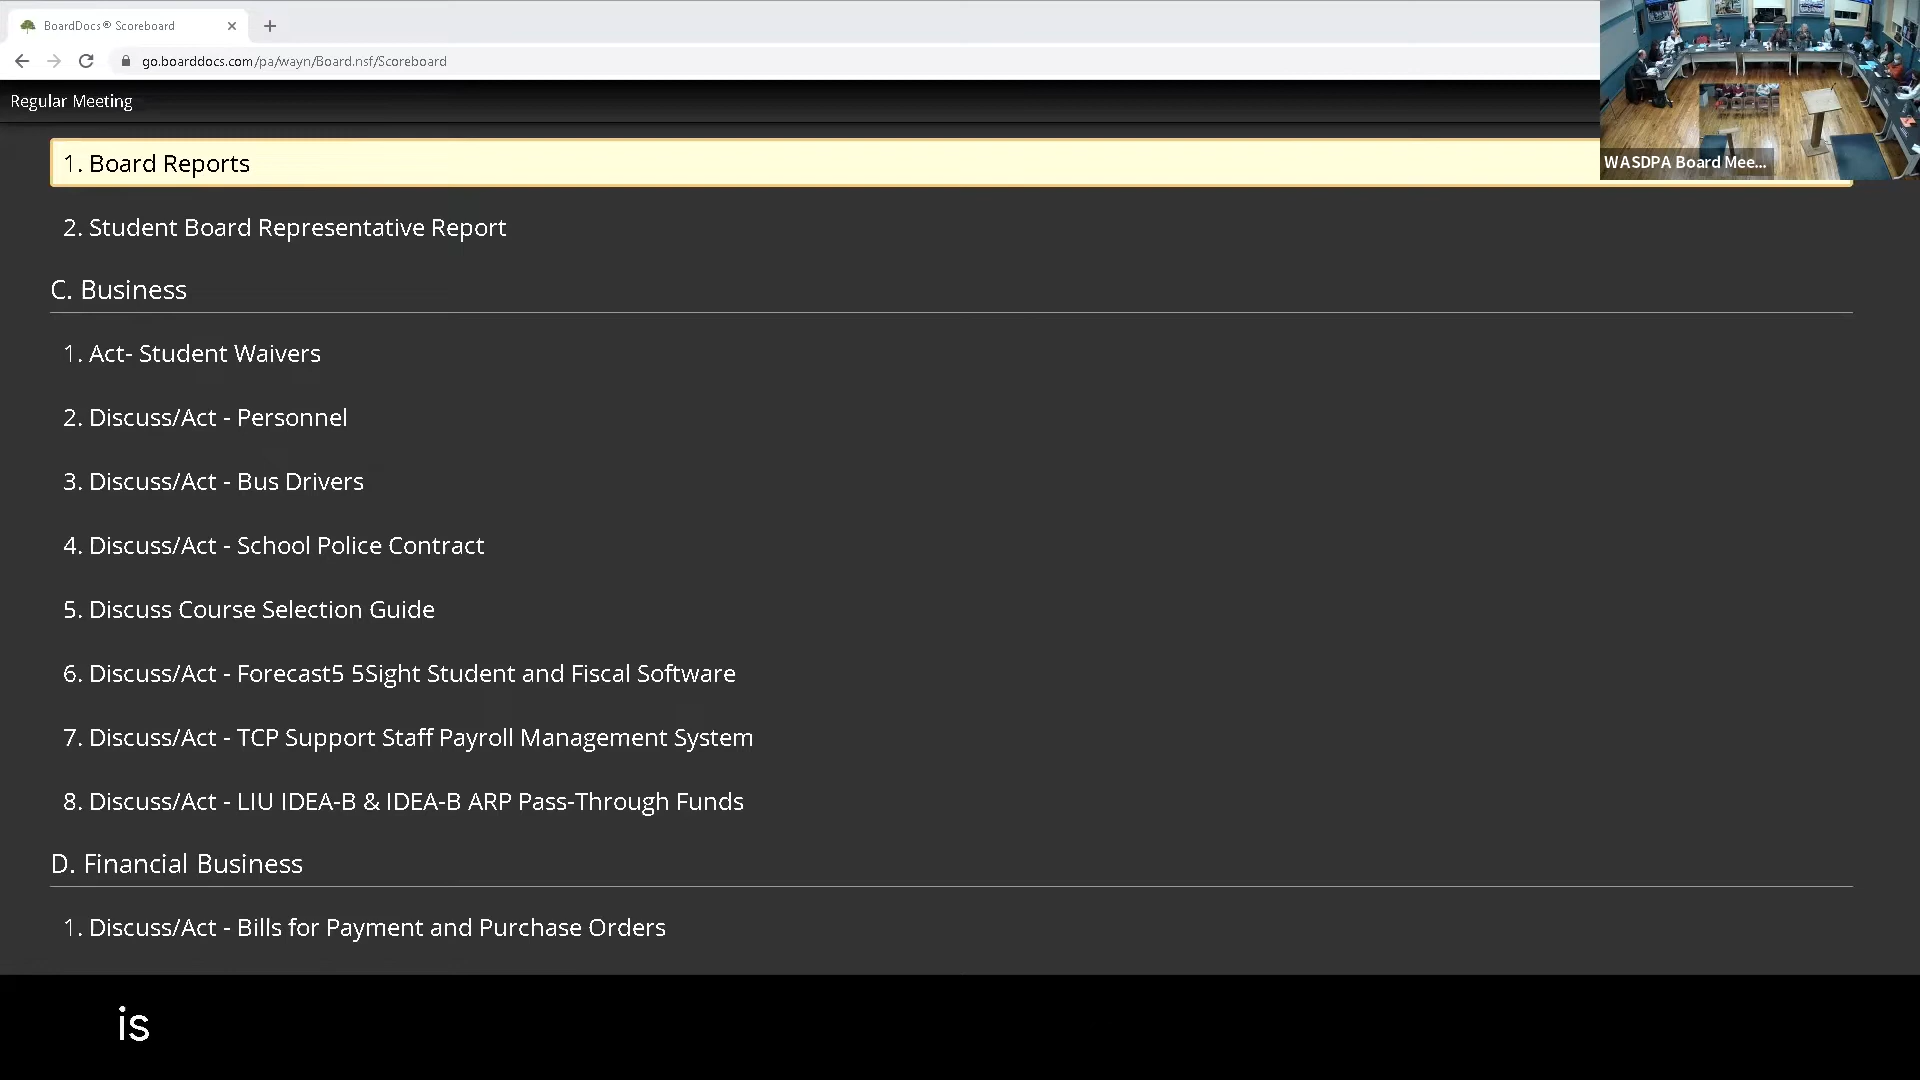 BoardDocs® Scoreboard
go.boarddocs.com/pa/wayn/Board.nsf/Scoreboard
Regular Meeting
WASDPA Board Mee...
1. Board Reports
2. Student Board Representative Report
C. Business
1. Act- Student Waivers
2. Discuss/Act - Personnel
3. Discuss/Act - Bus Drivers
4. Discuss/Act - School Police Contract
5. Discuss Course Selection Guide
6. Discuss/Act - Forecast5 5Sight Student and Fiscal Software
7. Discuss/Act - TCP Support Staff Payroll Management System
8. Discuss/Act - LIU IDEA-B & IDEA-B ARP Pass-Through Funds
D. Financial Business
1. Discuss/Act - Bills for Payment and Purchase Orders
is